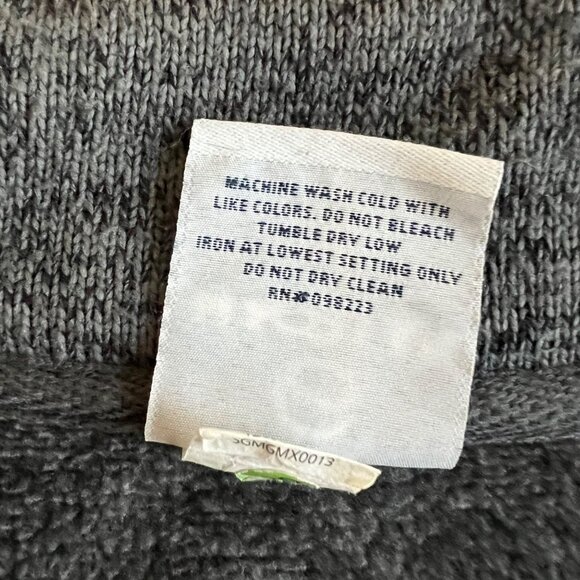 MACHINE WASH COLD WITH
LIKE COLORS. DO NOT BLEACH
TUMBLE DRY LOW
IRON AT LOWEST SETTING ONLY
DO NOT DRY CLEAN
RN#098223
SGMGMX0013